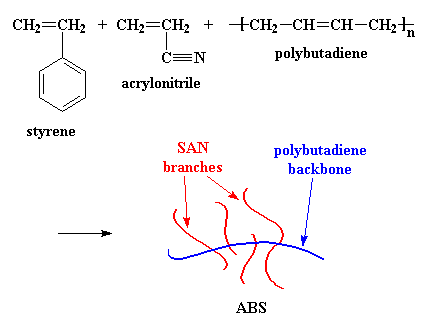 CH₂=CH₂ + CH₂=CH₂ + –[CH₂–CH=CH–CH₂]–n
C≡N
styrene
acrylonitrile
polybutadiene
SAN
branches
polybutadiene
backbone
ABS